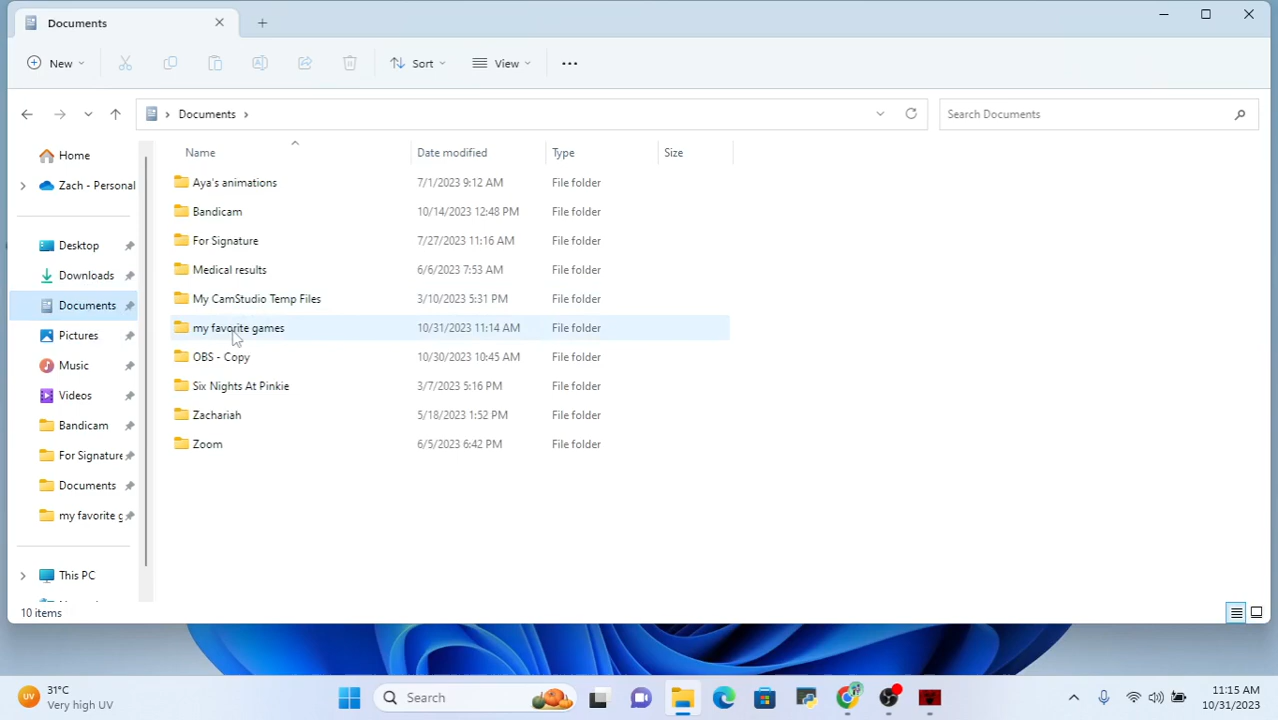 Documents
New
Sort
View
Documents
Search Documents
Name Date modified Type Size
Home
Zach - Personal
Desktop
Downloads
Documents
Pictures
Music
Videos
Bandicam
For Signature
Documents
my favorite g
This PC
Aya's animations 7/1/2023 9:12 AM File folder
Bandicam 10/14/2023 12:48 PM File folder
For Signature 7/27/2023 11:16 AM File folder
Medical results 6/6/2023 7:53 AM File folder
My CamStudio Temp Files 3/10/2023 5:31 PM File folder
my favorite games 10/31/2023 11:14 AM File folder
OBS - Copy 10/30/2023 10:45 AM File folder
Six Nights At Pinkie 3/7/2023 5:16 PM File folder
Zachariah 5/18/2023 1:52 PM File folder
Zoom 6/5/2023 6:42 PM File folder
10 items
UV
31°C
Very high UV
Search
11:15 AM
10/31/2023